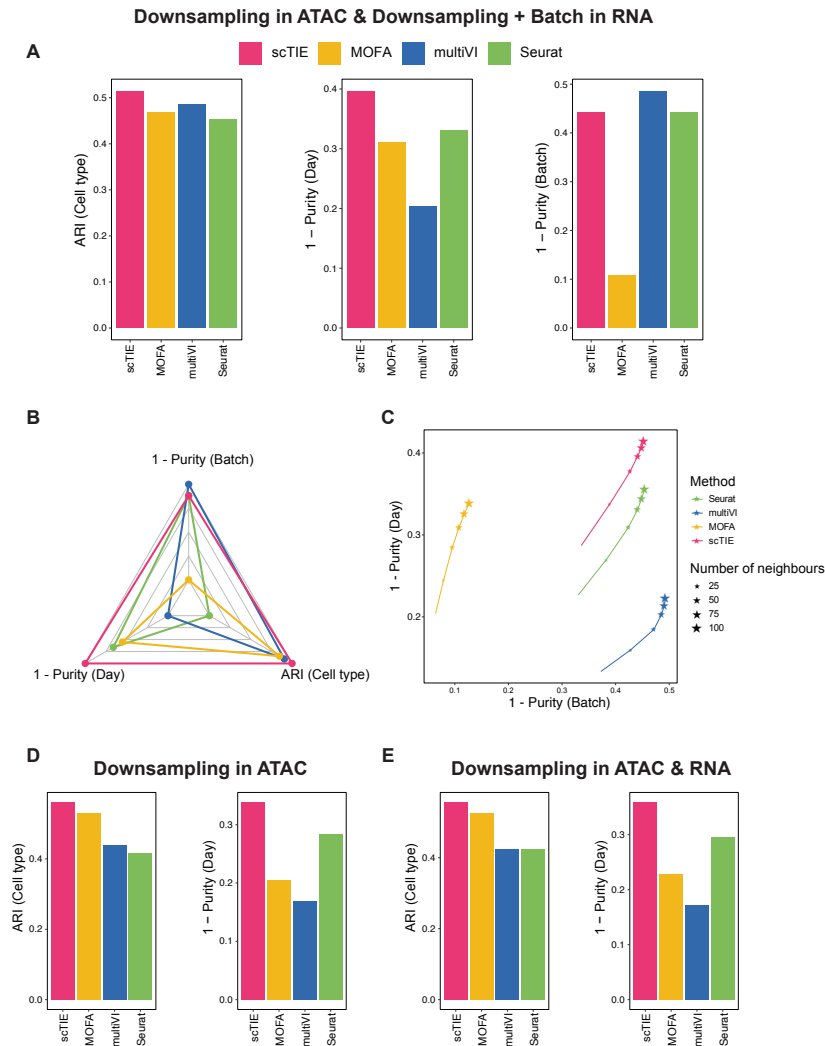 Downsampling in ATAC & Downsampling + Batch in RNA
scTIE MOFA multiVI Seurat
A
ARI (Cell type)
0.5
0.4
0.3
0.2
0.1
0.0
scTIE MOFA multiVI Seurat
1 − Purity (Day)
0.4
0.3
0.2
0.1
0.0
scTIE MOFA multiVI Seurat
1 − Purity (Batch)
0.5
0.4
0.3
0.2
0.1
0.0
scTIE MOFA multiVI Seurat
B
1 - Purity (Batch)
1 - Purity (Day)
ARI (Cell type)
C
1 - Purity (Day)
0.4
0.3
0.2
0.1 0.2 0.3 0.4 0.5
1 - Purity (Batch)
Method
Seurat
multiVI
MOFA
scTIE
Number of neighbours
25
50
75
100
D
Downsampling in ATAC
ARI (Cell type)
0.4
0.2
0.0
scTIE MOFA multiVI Seurat
1 − Purity (Day)
0.3
0.2
0.1
0.0
scTIE MOFA multiVI Seurat
E
Downsampling in ATAC & RNA
ARI (Cell type)
0.4
0.2
0.0
scTIE MOFA multiVI Seurat
1 − Purity (Day)
0.3
0.2
0.1
0.0
scTIE MOFA multiVI Seurat